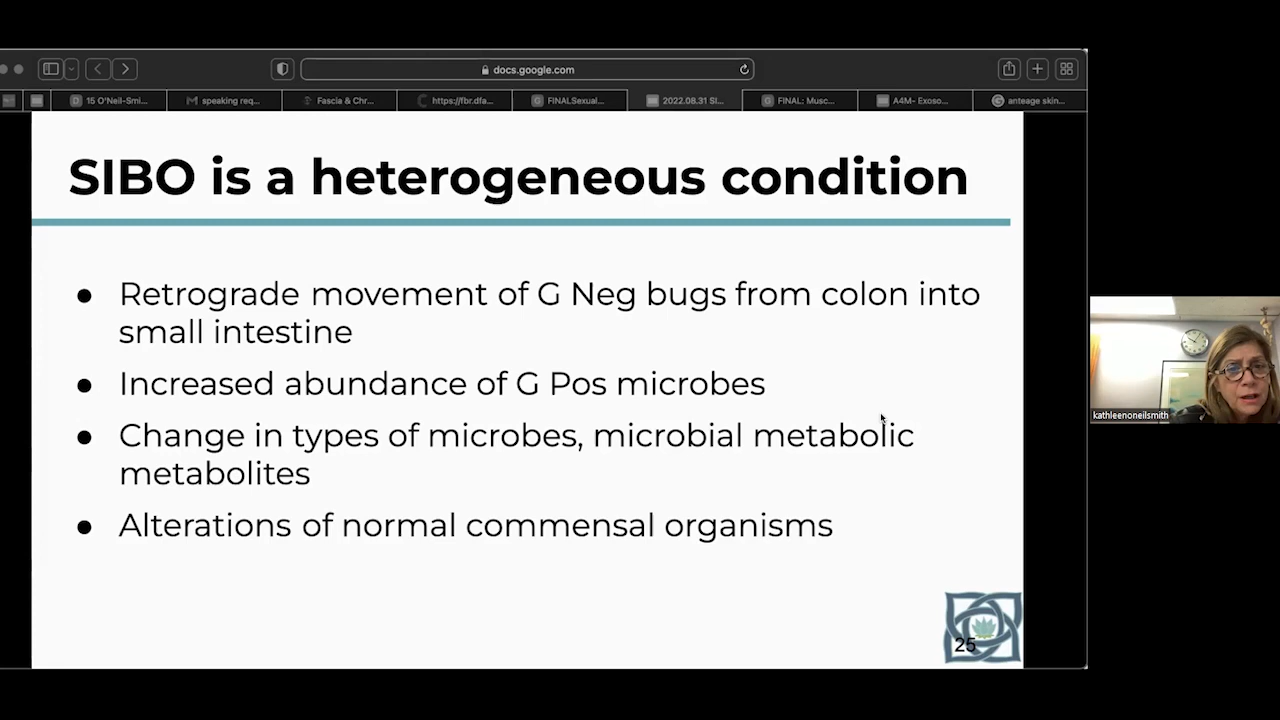 docs.google.com
15 O'Neil-Smi...
speaking req...
Fascia & Chr...
https://fbr.dfa...
FINALSexual...
2022.08.31 SI...
FINAL: Musc...
A4M- Exoso...
anteage skin...
SIBO is a heterogeneous condition
● Retrograde movement of G Neg bugs from colon into
small intestine
● Increased abundance of G Pos microbes
● Change in types of microbes, microbial metabolic
metabolites
● Alterations of normal commensal organisms
25
kathleenoneilsmith